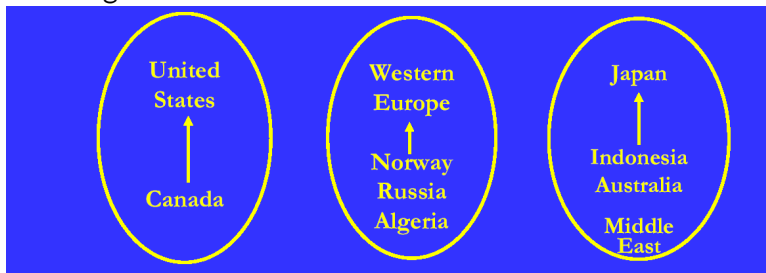 United
States
Canada
Western
Europe
Norway
Russia
Algeria
Japan
Indonesia
Australia
Middle
East